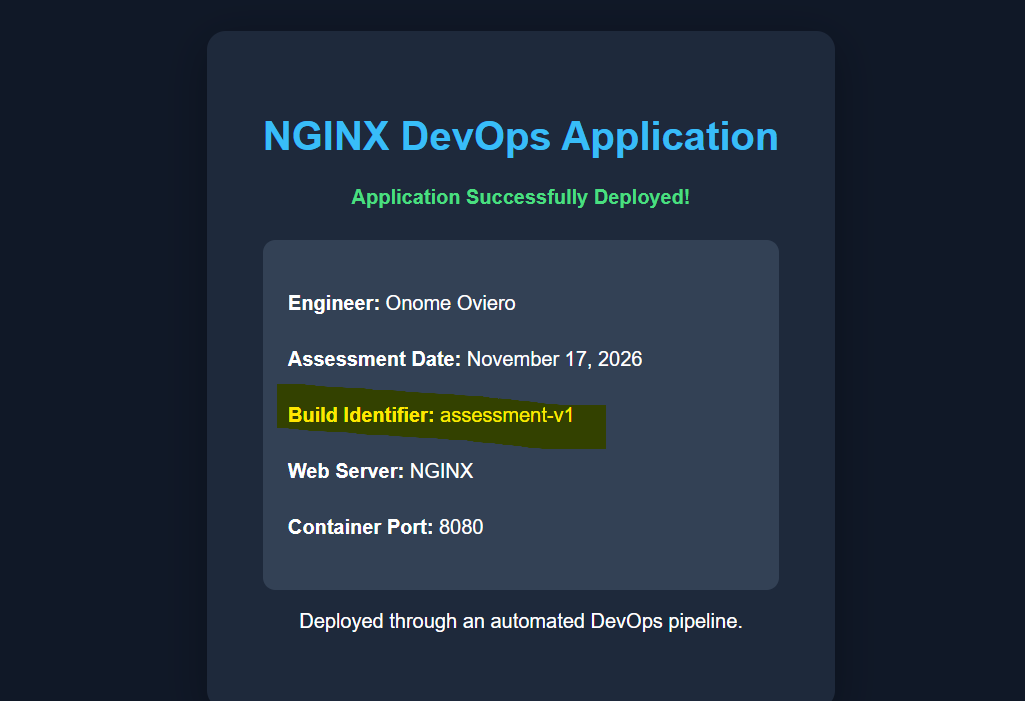 NGINX DevOps Application
Application Successfully Deployed!
Engineer: Onome Oviero
Assessment Date: November 17, 2026
Build Identifier: assessment-v1
Web Server: NGINX
Container Port: 8080
Deployed through an automated DevOps pipeline.